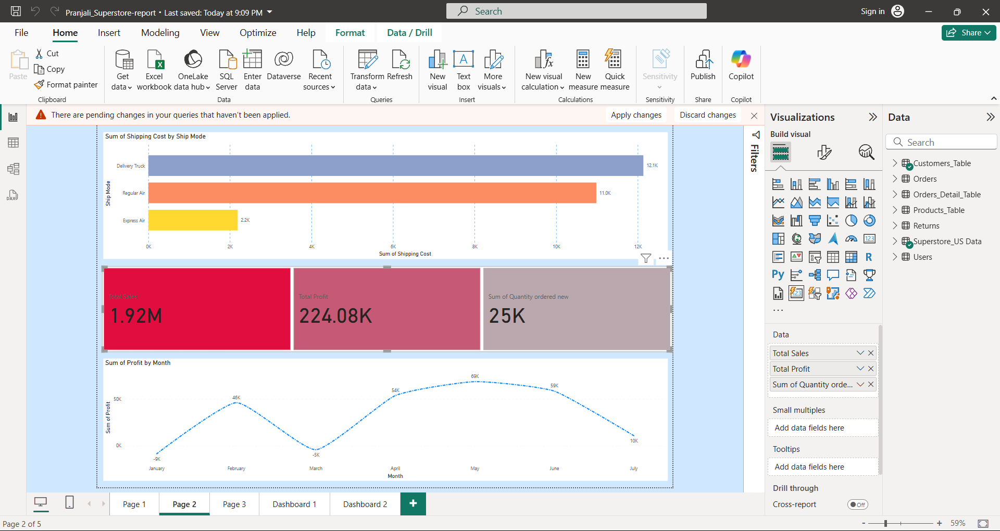 Pranjali_Superstore-report • Last saved: Today at 9:09 PM
Search
Sign in
File
Home
Insert
Modeling
View
Optimize
Help
Format
Data / Drill
Share
Paste
Cut
Copy
Format painter
Clipboard
Get data
Excel workbook
OneLake data hub
SQL Server
Enter data
Dataverse
Recent sources
Data
Transform data
Refresh
Queries
New visual
Text box
More visuals
Insert
New visual calculation
New measure
Quick measure
Calculations
Sensitivity
Sensitivity
Publish
Share
Copilot
Copilot
There are pending changes in your queries that haven't been applied.
Apply changes
Discard changes
DAX
Sum of Shipping Cost by Ship Mode
Ship Mode
Delivery Truck
12.1K
Regular Air
11.0K
Express Air
2.2K
0K
2K
4K
6K
8K
10K
12K
Sum of Shipping Cost
Total Sales
1.92M
Total Profit
224.08K
Sum of Quantity ordered new
25K
Sum of Profit by Month
Sum of Profit
50K
0K
-9K
46K
-5K
54K
69K
59K
10K
January
February
March
April
May
June
July
Month
Filters
Visualizations
Build visual
123
R
Py
123
...
Data
Total Sales
Total Profit
Sum of Quantity orde...
Small multiples
Add data fields here
Tooltips
Add data fields here
Drill through
Cross-report
Off
Data
Search
Customers_Table
Orders
Orders_Detail_Table
Products_Table
Returns
Superstore_US Data
Users
Page 1
Page 2
Page 3
Dashboard 1
Dashboard 2
+
Page 2 of 5
-
+
59%